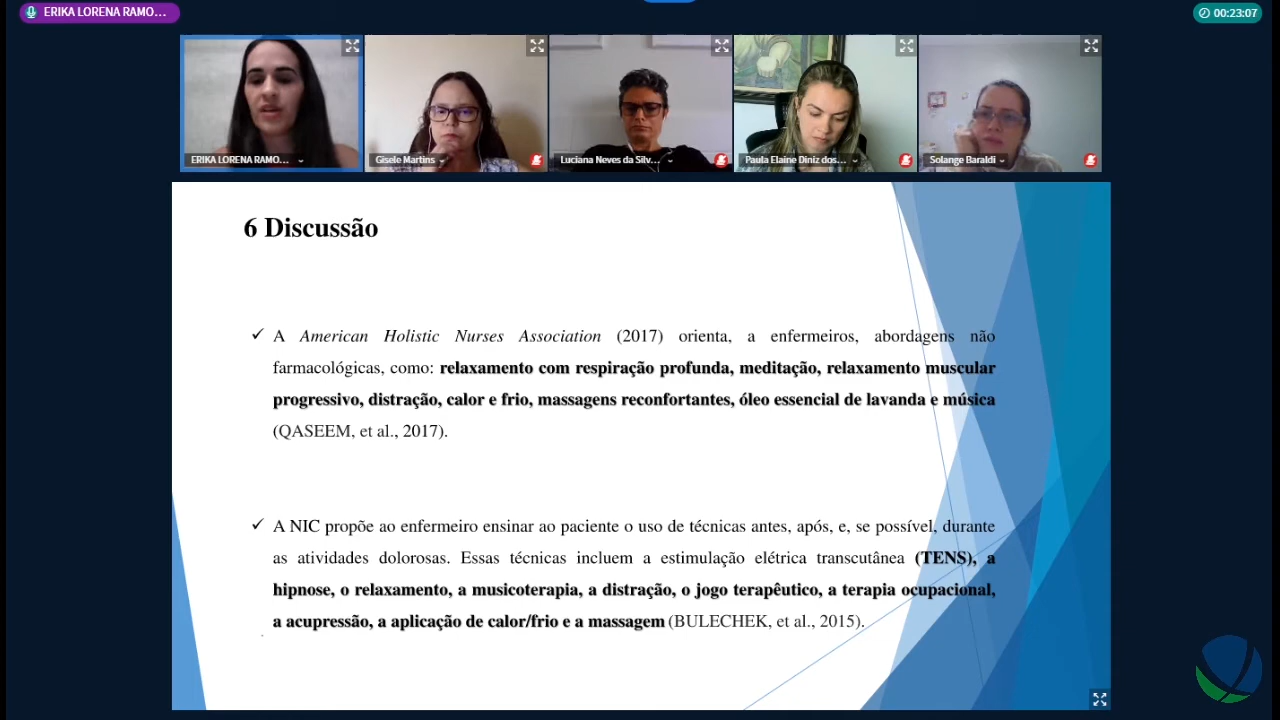 ERIKA LORENA RAMO...
00:23:07
ERIKA LORENA RAMO...
Gisele Martins
Luciana Neves da Silv...
Paula Elaine Diniz dos...
Solange Baraldi
6 Discussão
✓ A American Holistic Nurses Association (2017) orienta, a enfermeiros, abordagens não
farmacológicas, como: relaxamento com respiração profunda, meditação, relaxamento muscular
progressivo, distração, calor e frio, massagens reconfortantes, óleo essencial de lavanda e música
(QASEEM, et al., 2017).
✓ A NIC propõe ao enfermeiro ensinar ao paciente o uso de técnicas antes, após, e, se possível, durante
as atividades dolorosas. Essas técnicas incluem a estimulação elétrica transcutânea (TENS), a
hipnose, o relaxamento, a musicoterapia, a distração, o jogo terapêutico, a terapia ocupacional,
a acupressão, a aplicação de calor/frio e a massagem (BULECHEK, et al., 2015).